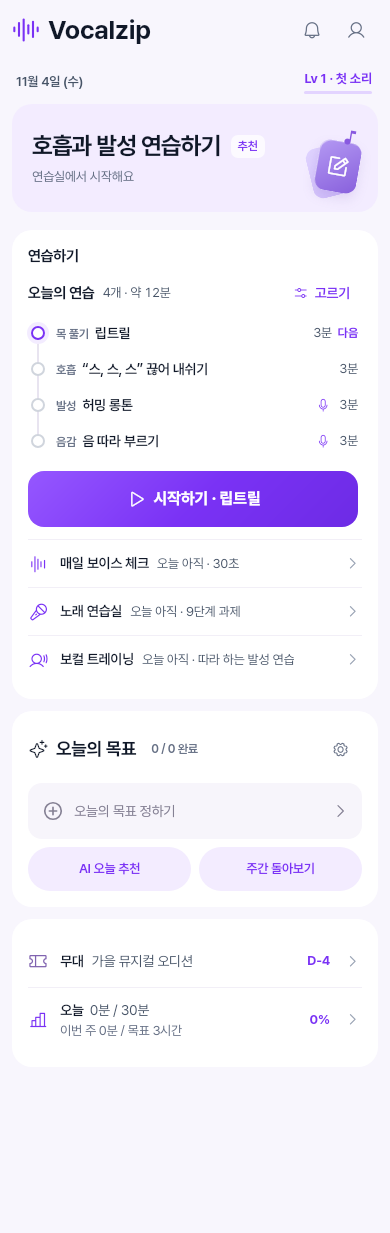 Vocalzip
11월 4일 (수)
Lv 1 · 첫 소리
호흡과 발성 연습하기 추천
연습실에서 시작해요
연습하기
오늘의 연습 4개 · 약 12분 고르기
목 풀기 립트릴 3분 다음
호흡 “스, 스, 스” 끊어 내쉬기 3분
발성 허밍 롱톤 3분
음감 음 따라 부르기 3분
시작하기 · 립트릴
매일 보이스 체크 오늘 아직 · 30초
노래 연습실 오늘 아직 · 9단계 과제
보컬 트레이닝 오늘 아직 · 따라 하는 발성 연습
오늘의 목표 0 / 0 완료
오늘의 목표 정하기
AI 오늘 추천 주간 돌아보기
무대 가을 뮤지컬 오디션 D-4
오늘 0분 / 30분 0%
이번 주 0분 / 목표 3시간